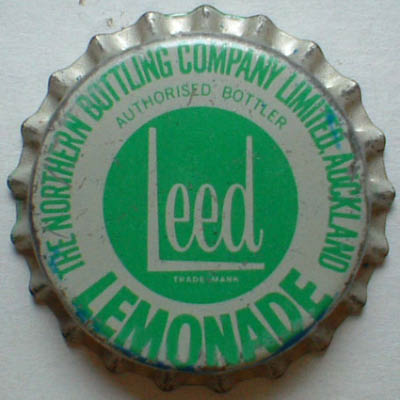 THE NORTHERN BOTTLING COMPANY LIMITED. AUCKLAND
AUTHORISED BOTTLER
Leed
TRADE MARK
LEMONADE